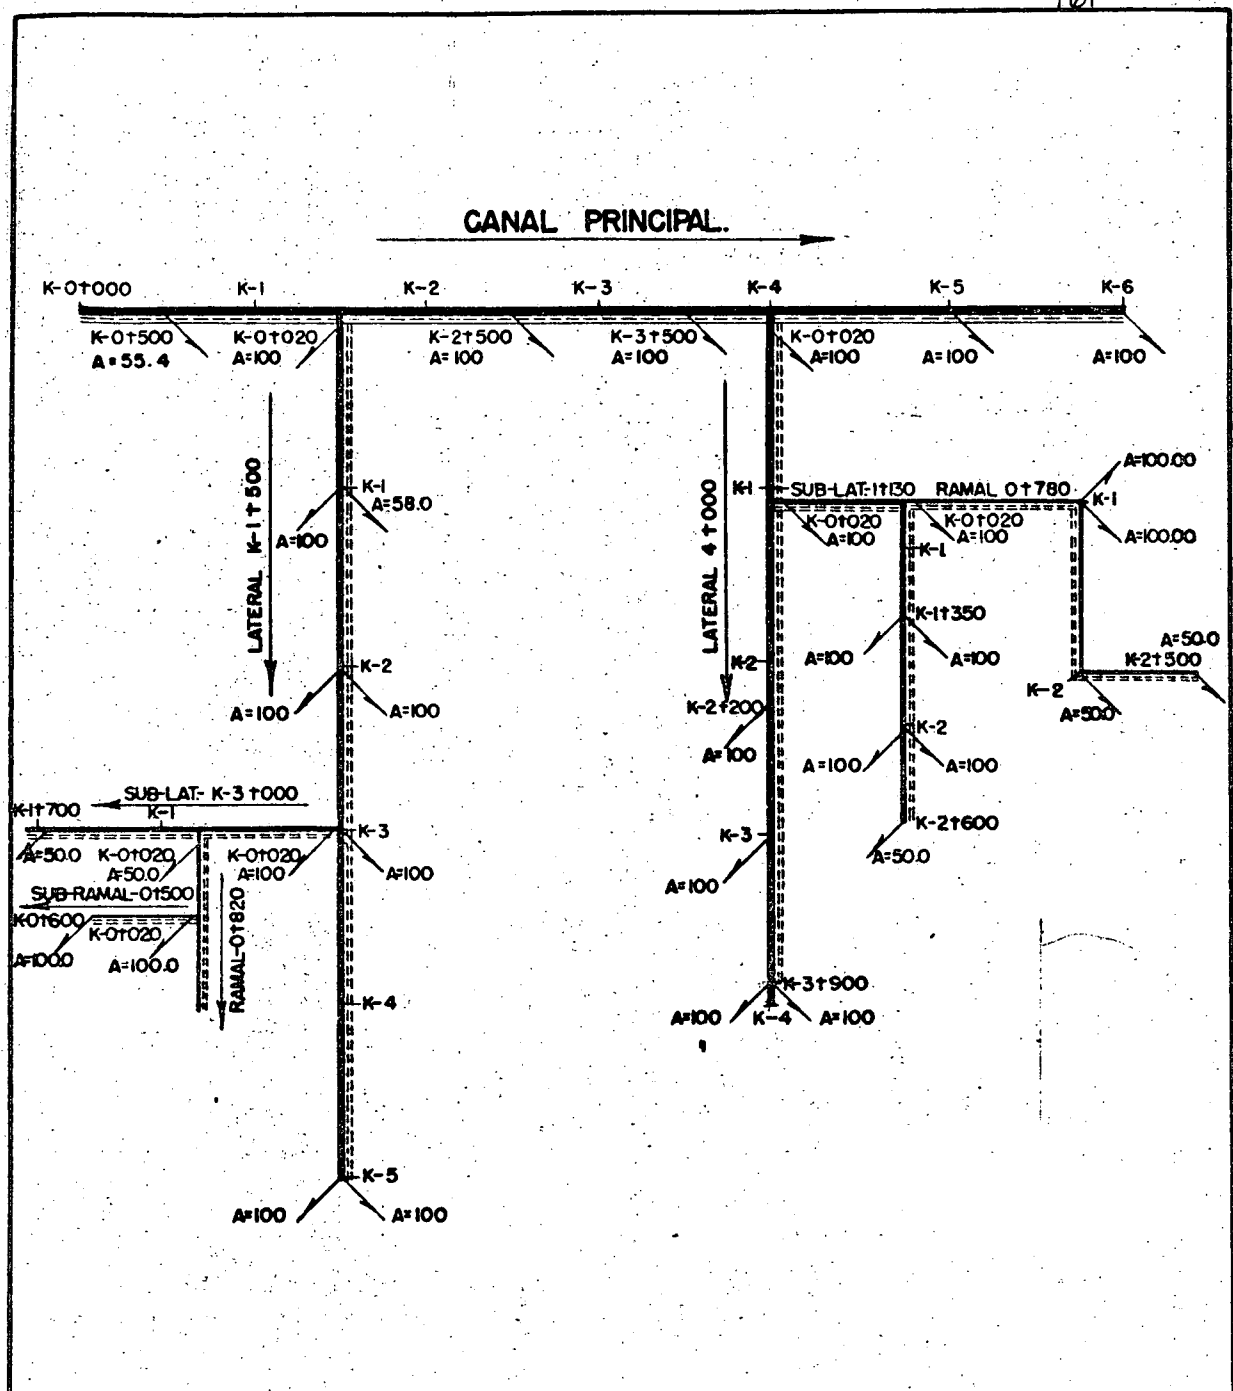 161
CANAL PRINCIPAL.
K-0+000 K-1 K-2 K-3 K-4 K-5 K-6
K-0+500 K-0+020 K-2+500 K-3+500 K-0+020
A=55.4 A=100 A=100 A=100 A=100 A=100 A=100
LATERAL K-1+500
LATERAL 4+000
A=100.00
K-1 K-1 SUB-LAT-1+130 RAMAL 0+780 K-1
A=58.0
K-0+020 K-0+020
A=100 A=100 A=100 A=100.00
K-1
K-1+350
A=50.0
K-2 K-2 A=100 A=100 K-2+500
K-2
A=100 A=100 K-2+200 A=50.0
K-2
A=100 A=100 A=100
SUB-LAT.- K-3+000
K-1+700 K-1
K-3 K-3 K-2+600
A=50.0 K-0+020 K-0+020 A=50.0
A=50.0 A=100 A=100
A=100
SUB-RAMAL-0+500
K-0+600
K-0+020
A=100.0 A=100.0
RAMAL-0+820
K-3+900
K-4
A=100 K-4 A=100
K-5
A=100 A=100